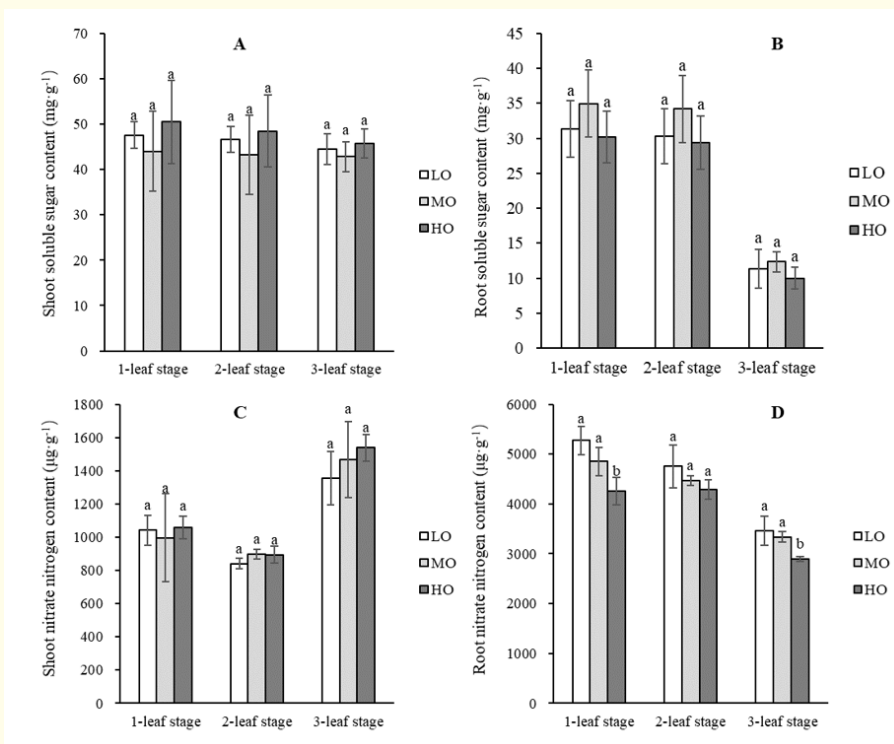 A
Shoot soluble sugar content (mg·g⁻¹)
70
60
50
40
30
20
10
0
a a a
a a a
a a a
LO
MO
HO
1-leaf stage 2-leaf stage 3-leaf stage
B
Root soluble sugar content (mg·g⁻¹)
45
40
35
30
25
20
15
10
5
0
a a a
a a a
a a a
LO
MO
HO
1-leaf stage 2-leaf stage 3-leaf stage
C
Shoot nitrate nitrogen content (µg·g⁻¹)
1800
1600
1400
1200
1000
800
600
400
200
0
a a a
a a a
a a a
LO
MO
HO
1-leaf stage 2-leaf stage 3-leaf stage
D
Root nitrate nitrogen content (µg·g⁻¹)
6000
5000
4000
3000
2000
1000
0
a a b
a a a
a a b
LO
MO
HO
1-leaf stage 2-leaf stage 3-leaf stage